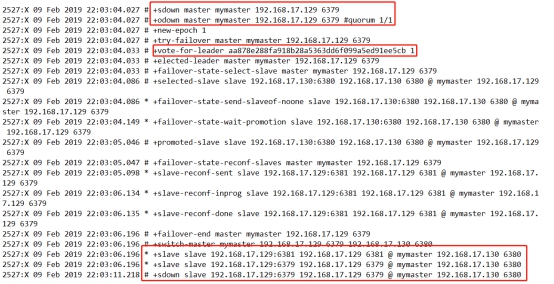 2527:X 09 Feb 2019 22:03:04.027 # +sdown master mymaster 192.168.17.129 6379
2527:X 09 Feb 2019 22:03:04.027 # +odown master mymaster 192.168.17.129 6379 #quorum 1/1
2527:X 09 Feb 2019 22:03:04.027 # +new-epoch 1
2527:X 09 Feb 2019 22:03:04.027 # +try-failover master mymaster 192.168.17.129 6379
2527:X 09 Feb 2019 22:03:04.033 # +vote-for-leader aa878e288fa918b28a5363dd6f099a5ed91ee5cb 1
2527:X 09 Feb 2019 22:03:04.033 # +elected-leader master mymaster 192.168.17.129 6379
2527:X 09 Feb 2019 22:03:04.033 # +failover-state-select-slave master mymaster 192.168.17.129 6379
2527:X 09 Feb 2019 22:03:04.086 # +selected-slave slave 192.168.17.130:6380 192.168.17.130 6380 @ mymaster 192.168.17.129
6379
2527:X 09 Feb 2019 22:03:04.086 * +failover-state-send-slaveof-noone slave 192.168.17.130:6380 192.168.17.130 6380 @ myma
ster 192.168.17.129 6379
2527:X 09 Feb 2019 22:03:04.149 * +failover-state-wait-promotion slave 192.168.17.130:6380 192.168.17.130 6380 @ mymaster
192.168.17.129 6379
2527:X 09 Feb 2019 22:03:05.046 # +promoted-slave slave 192.168.17.130:6380 192.168.17.130 6380 @ mymaster 192.168.17.129
6379
2527:X 09 Feb 2019 22:03:05.047 # +failover-state-reconf-slaves master mymaster 192.168.17.129 6379
2527:X 09 Feb 2019 22:03:05.098 * +slave-reconf-sent slave 192.168.17.129:6381 192.168.17.129 6381 @ mymaster 192.168.17.
129 6379
2527:X 09 Feb 2019 22:03:06.134 * +slave-reconf-inprog slave 192.168.17.129:6381 192.168.17.129 6381 @ mymaster 192.168.1
7.129 6379
2527:X 09 Feb 2019 22:03:06.135 * +slave-reconf-done slave 192.168.17.129:6381 192.168.17.129 6381 @ mymaster 192.168.17.
129 6379
2527:X 09 Feb 2019 22:03:06.196 # +failover-end master mymaster 192.168.17.129 6379
2527:X 09 Feb 2019 22:03:06.196 # +switch-master mymaster 192.168.17.129 6379 192.168.17.130 6380
2527:X 09 Feb 2019 22:03:06.196 * +slave slave 192.168.17.129:6381 192.168.17.129 6381 @ mymaster 192.168.17.130 6380
2527:X 09 Feb 2019 22:03:06.196 * +slave slave 192.168.17.129:6379 192.168.17.129 6379 @ mymaster 192.168.17.130 6380
2527:X 09 Feb 2019 22:03:11.218 # +sdown slave 192.168.17.129:6379 192.168.17.129 6379 @ mymaster 192.168.17.130 6380